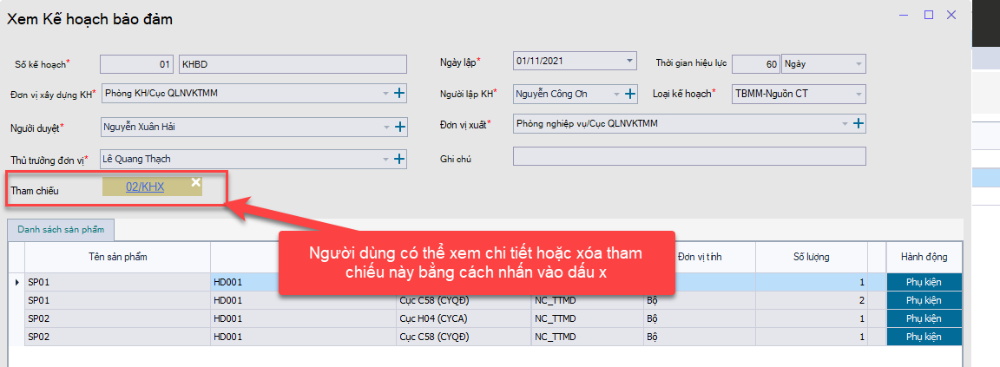 Xem Kế hoạch bảo đảm
Số kế hoạch* 01 KHBD Ngày lập* 01/11/2021 Thời gian hiệu lực 60 Ngày
Đơn vị xây dựng KH* Phòng KH/Cục QLNVKTMM Người lập KH* Nguyễn Công Ơn Loại kế hoạch* TBMM-Nguồn CT
Người duyệt* Nguyễn Xuân Hải Đơn vị xuất* Phòng nghiệp vụ/Cục QLNVKTMM
Thủ trưởng đơn vị* Lê Quang Thạch Ghi chú
Tham chiếu 02/KHX
Danh sách sản phẩm
Người dùng có thể xem chi tiết hoặc xóa tham
chiếu này bằng cách nhấn vào dấu x
Tên sản phẩm Đơn vị tính Số lượng Hành động
SP01 HD001 1 Phụ kiện
SP01 HD001 Cục C58 (CYQĐ) NC_TTMD Bộ 2 Phụ kiện
SP02 HD001 Cục H04 (CYCA) NC_TTMD Bộ 1 Phụ kiện
SP02 HD001 Cục C58 (CYQĐ) NC_TTMD Bộ 1 Phụ kiện